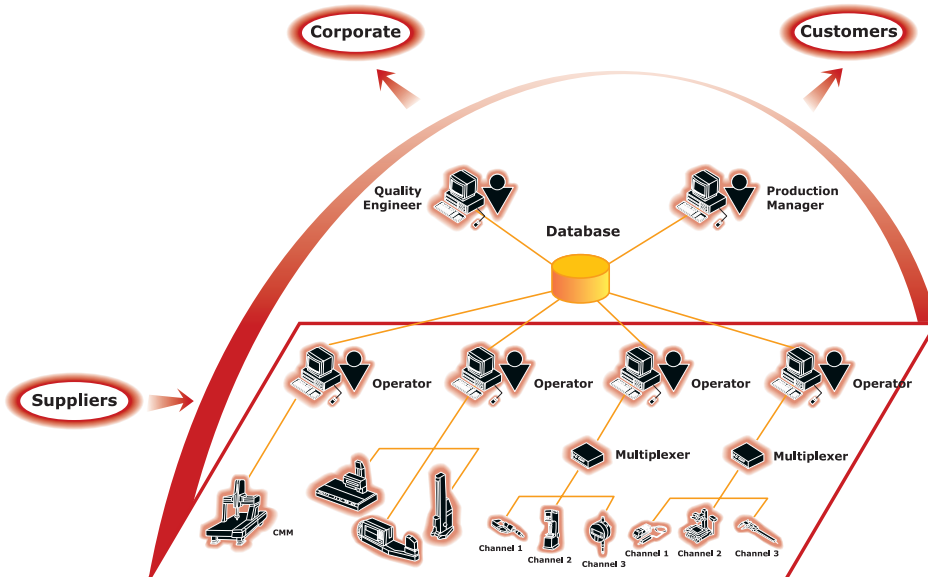 Corporate
Customers
Quality
Engineer
Production
Manager
Database
Operator
Operator
Operator
Operator
Suppliers
Multiplexer
Multiplexer
CMM
Channel 1
Channel 2
Channel 3
Channel 1
Channel 2
Channel 3